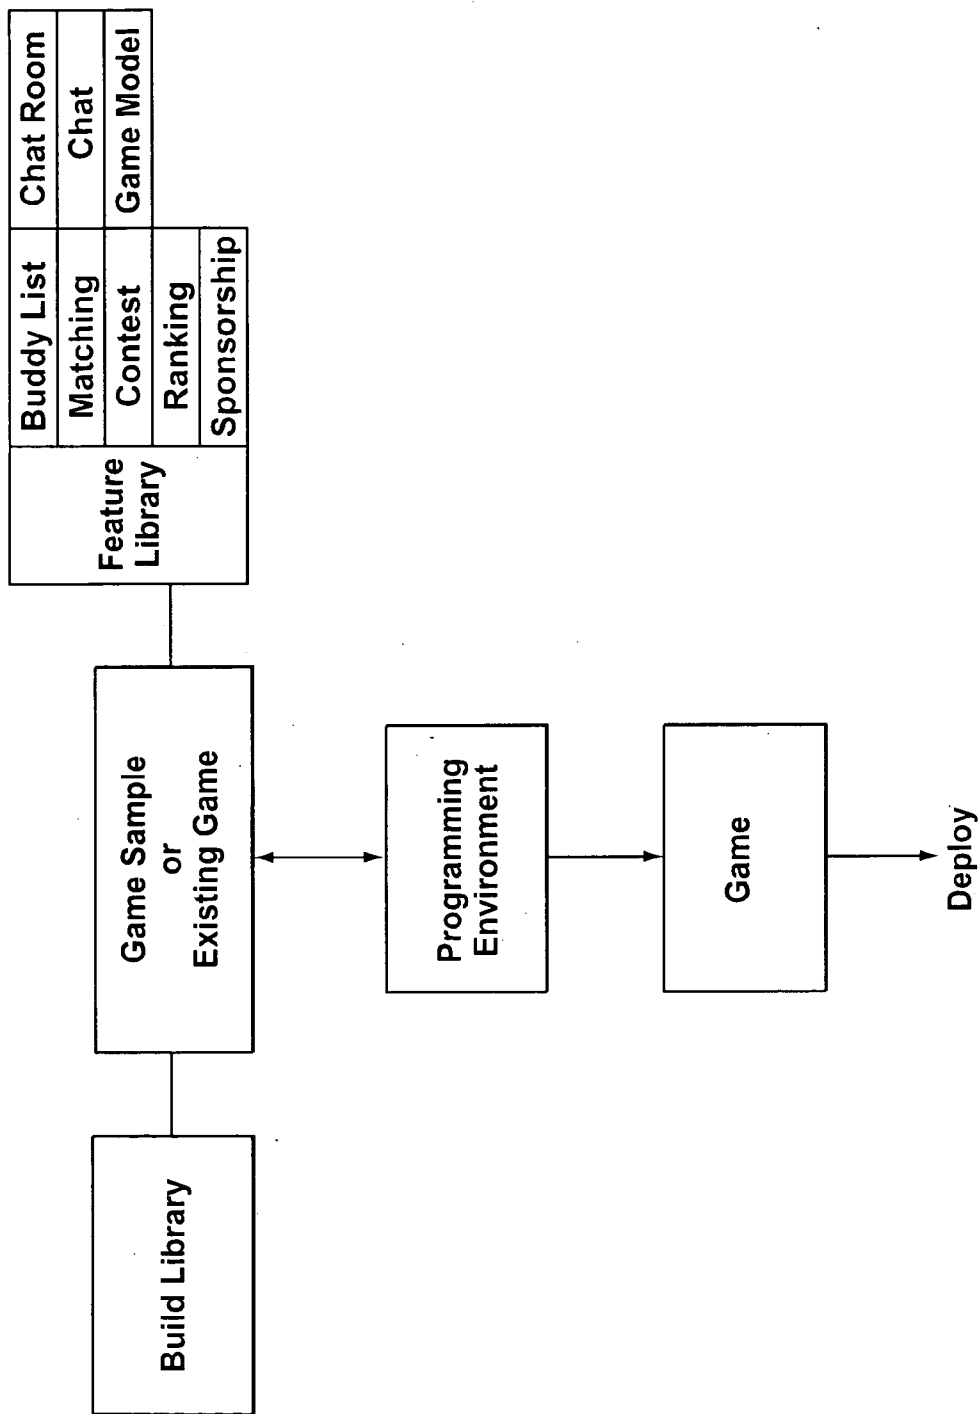 Build Library
Game Sample
or
Existing Game
Feature
Library
Buddy List
Chat Room
Matching
Chat
Contest
Game Model
Ranking
Sponsorship
Programming
Environment
Game
Deploy